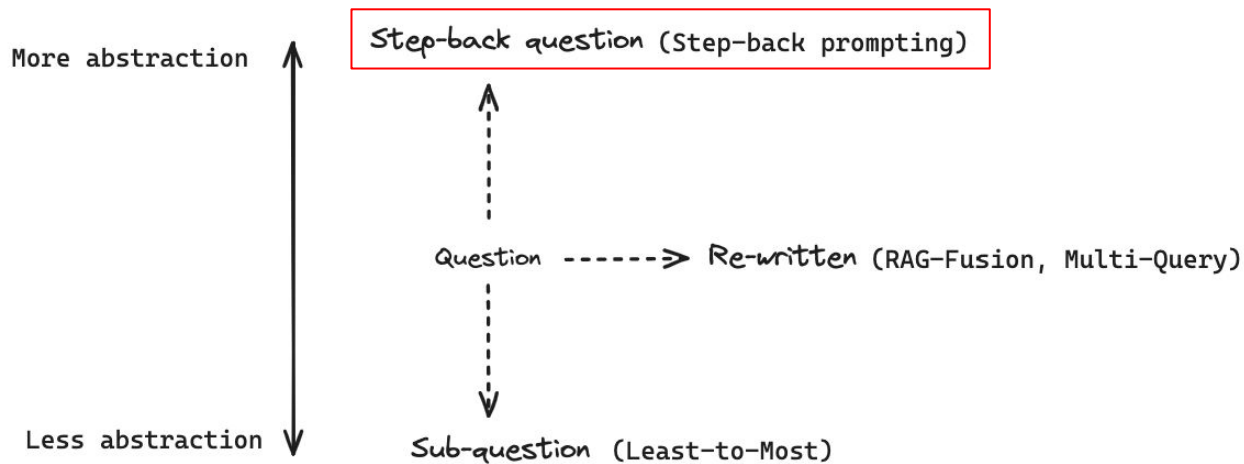 Step-back question (Step-back prompting)
More abstraction
Question
Re-written (RAG-Fusion, Multi-Query)
Less abstraction
Sub-question (Least-to-Most)